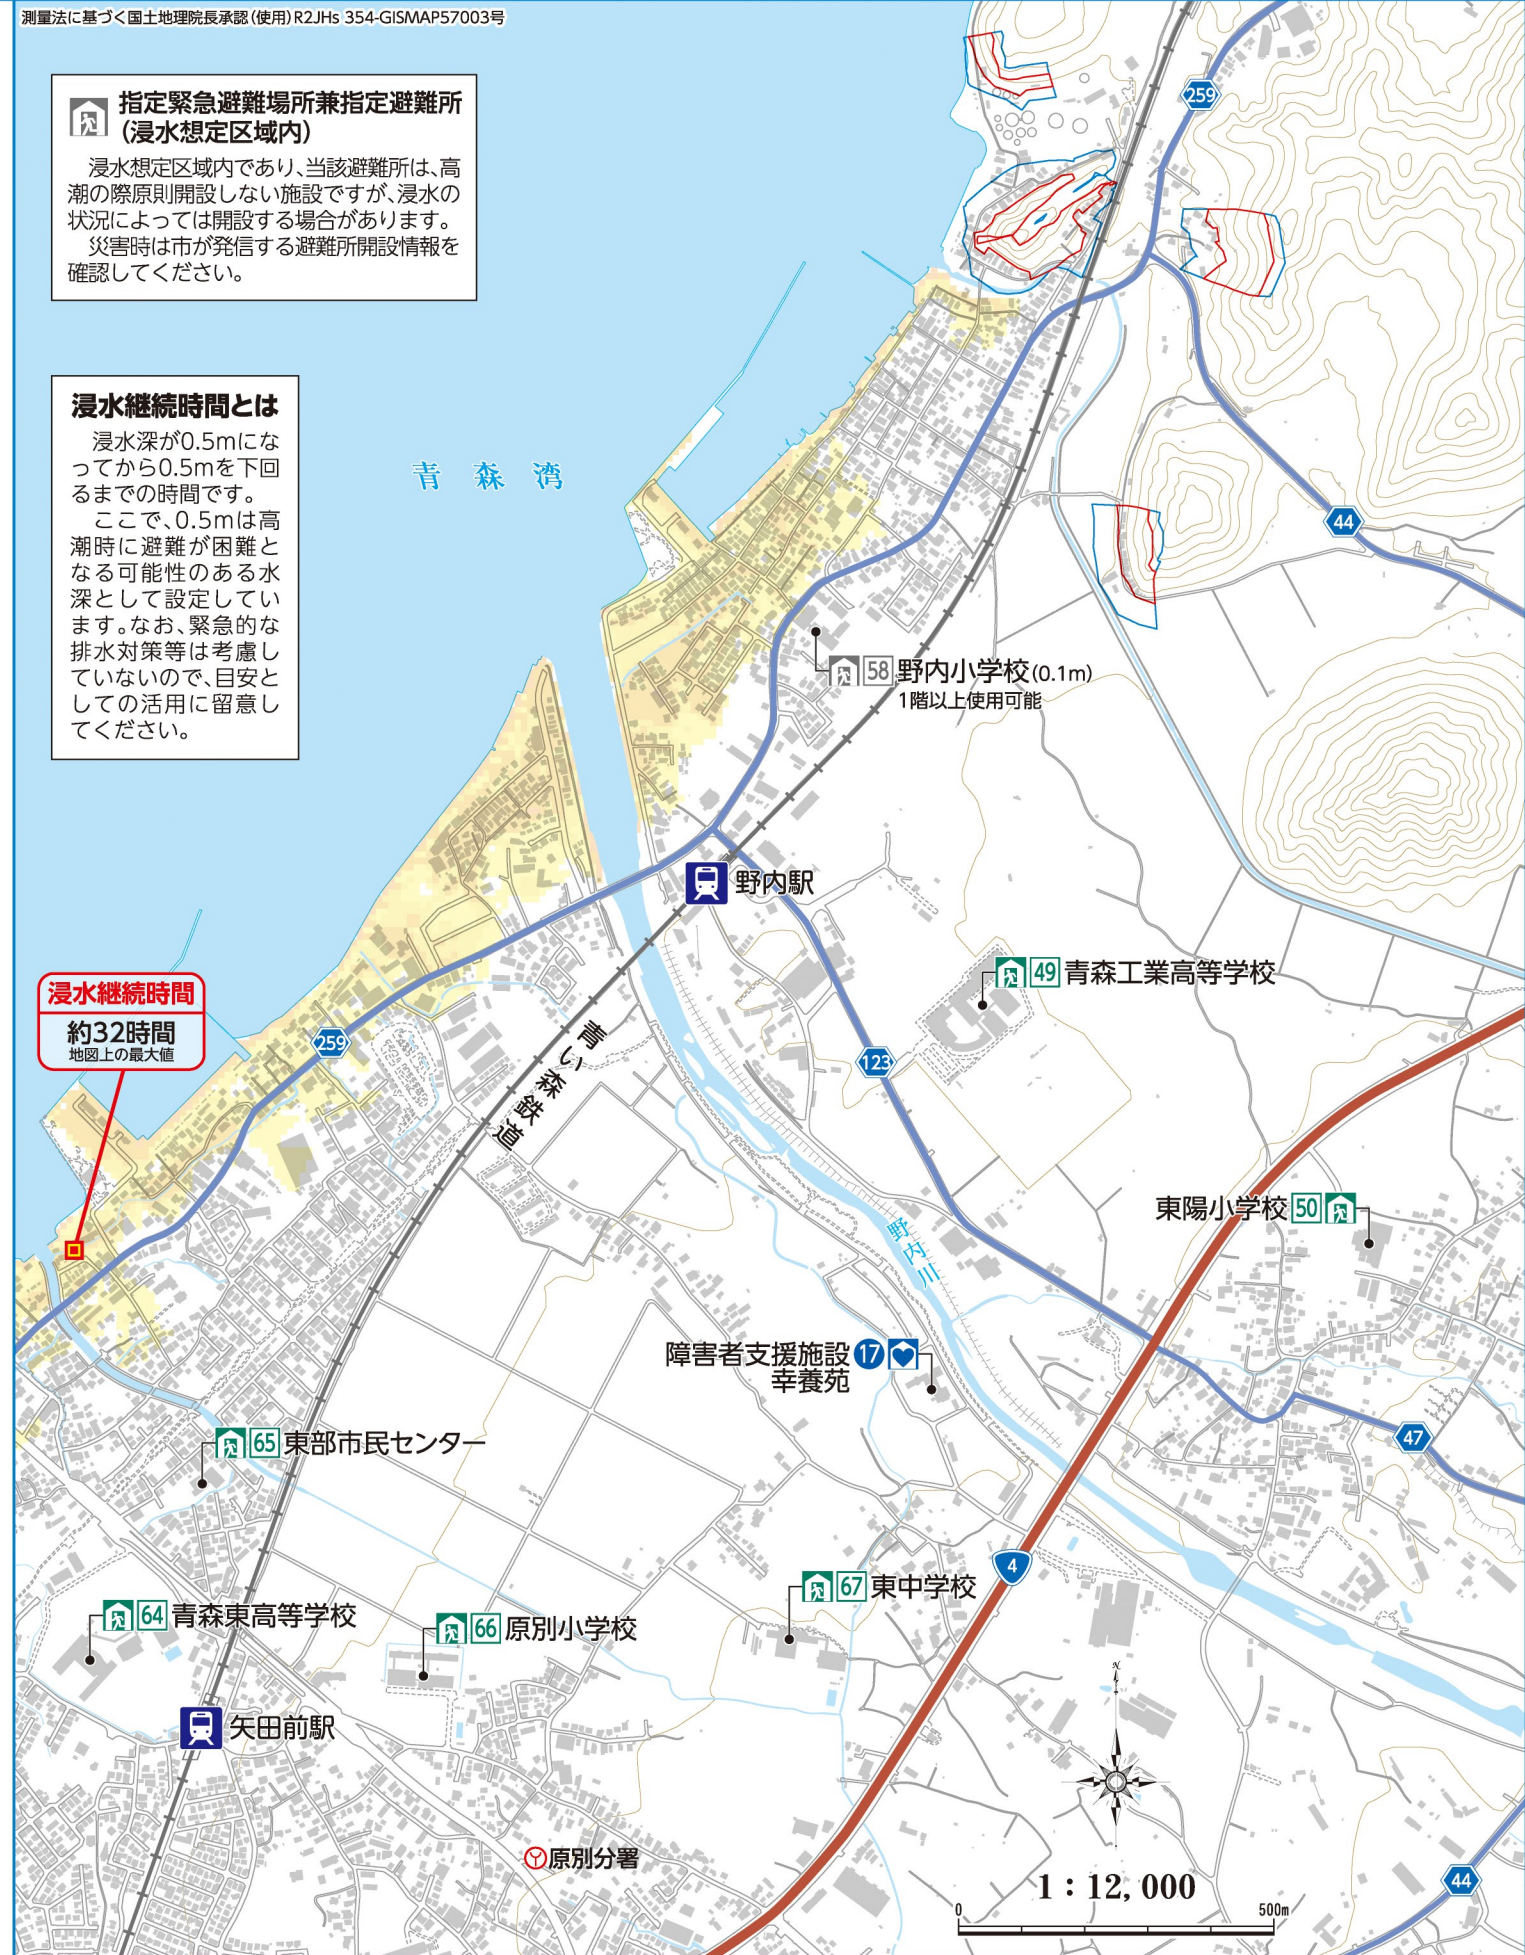 測量法に基づく国土地理院長承認(使用)R2JHs 354-GISMAP57003号
指定緊急避難場所兼指定避難所
(浸水想定区域内)
浸水想定区域内であり、当該避難所は、高
潮の際原則開設しない施設ですが、浸水の
状況によっては開設する場合があります。
災害時は市が発信する避難所開設情報を
確認してください。
259
浸水継続時間とは
浸水深が0.5mにな
ってから0.5mを下回
るまでの時間です。
ここで、0.5mは高
潮時に避難が困難と
なる可能性のある水
深として設定してい
ます。なお、緊急的な
排水対策等は考慮し
ていないので、目安と
しての活用に留意し
てください。
青森湾
44
58 野内小学校(0.1m)
1階以上使用可能
野内駅
49 青森工業高等学校
浸水継続時間
約32時間
地図上の最大値
259
青い森鉄道
123
東陽小学校 50
野内川
障害者支援施設 17
幸養苑
47
65 東部市民センター
4
67 東中学校
64 青森東高等学校
66 原別小学校
N
矢田前駅
原別分署
44
1：12,000
0 500m